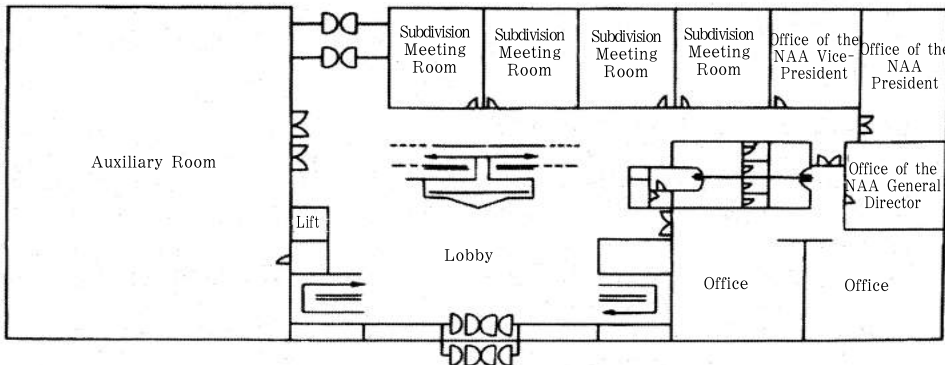 Subdivision
Meeting
Room
Subdivision
Meeting
Room
Subdivision
Meeting
Room
Subdivision
Meeting
Room
Office of the
NAA Vice-
President
Office of the
NAA
President
Auxiliary Room
Office of the
NAA General
Director
Lift
Lobby
Office
Office